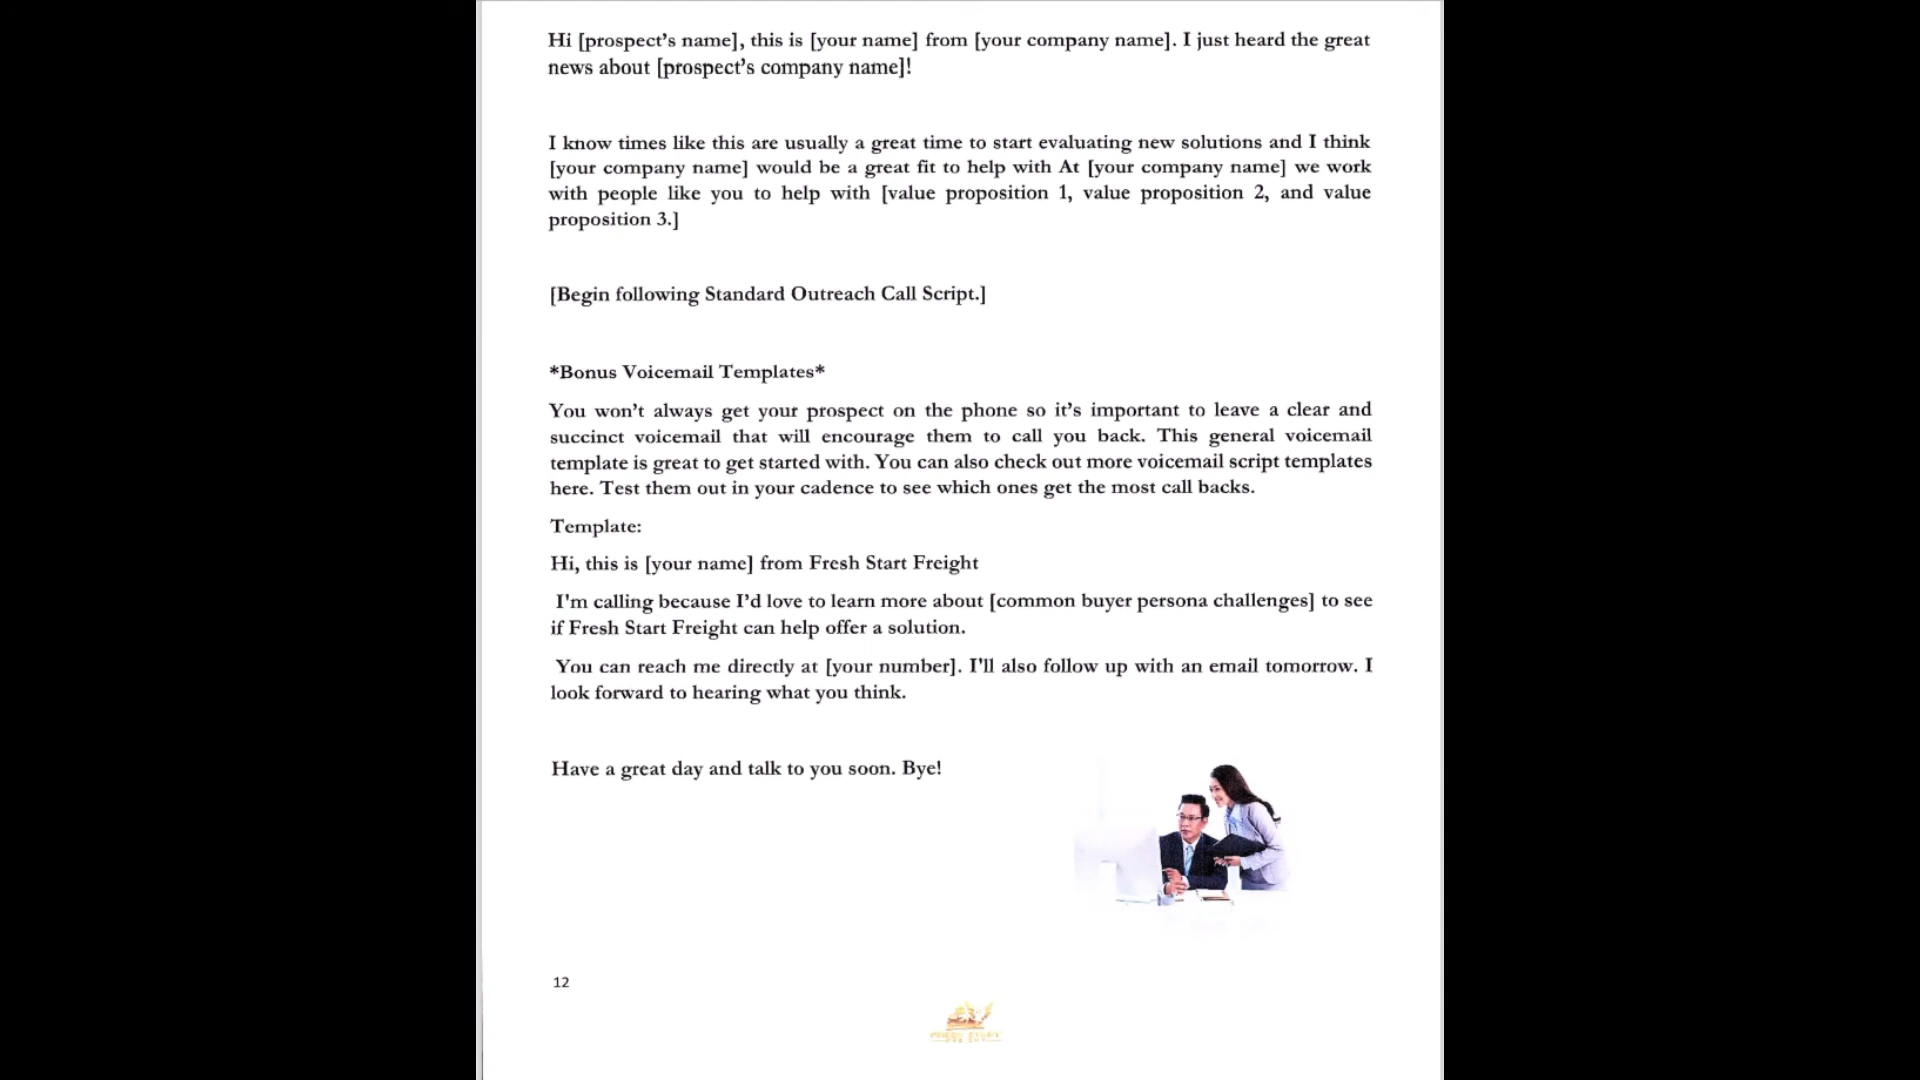 Hi [prospect’s name], this is [your name] from [your company name]. I just heard the great
news about [prospect’s company name]!
I know times like this are usually a great time to start evaluating new solutions and I think
[your company name] would be a great fit to help with At [your company name] we work
with people like you to help with [value proposition 1, value proposition 2, and value
proposition 3.]
[Begin following Standard Outreach Call Script.]
*Bonus Voicemail Templates*
You won’t always get your prospect on the phone so it’s important to leave a clear and
succinct voicemail that will encourage them to call you back. This general voicemail
template is great to get started with. You can also check out more voicemail script templates
here. Test them out in your cadence to see which ones get the most call backs.
Template:
Hi, this is [your name] from Fresh Start Freight
I'm calling because I’d love to learn more about [common buyer persona challenges] to see
if Fresh Start Freight can help offer a solution.
You can reach me directly at [your number]. I'll also follow up with an email tomorrow. I
look forward to hearing what you think.
Have a great day and talk to you soon. Bye!
12